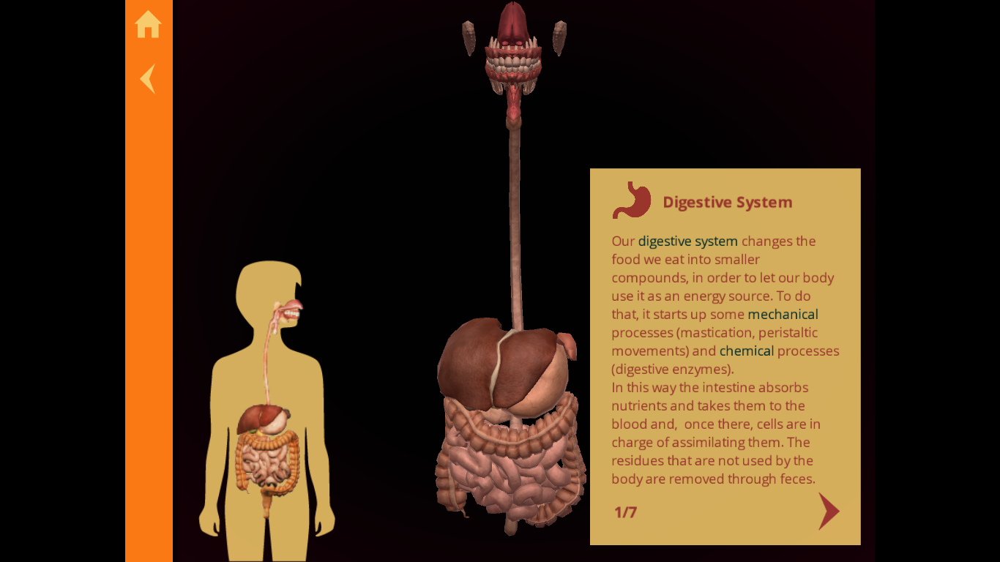 Digestive System
Our digestive system changes the
food we eat into smaller
compounds, in order to let our body
use it as an energy source. To do
that, it starts up some mechanical
processes (mastication, peristaltic
movements) and chemical processes
(digestive enzymes).
In this way the intestine absorbs
nutrients and takes them to the
blood and,  once there, cells are in
charge of assimilating them. The
residues that are not used by the
body are removed through feces.
1/7